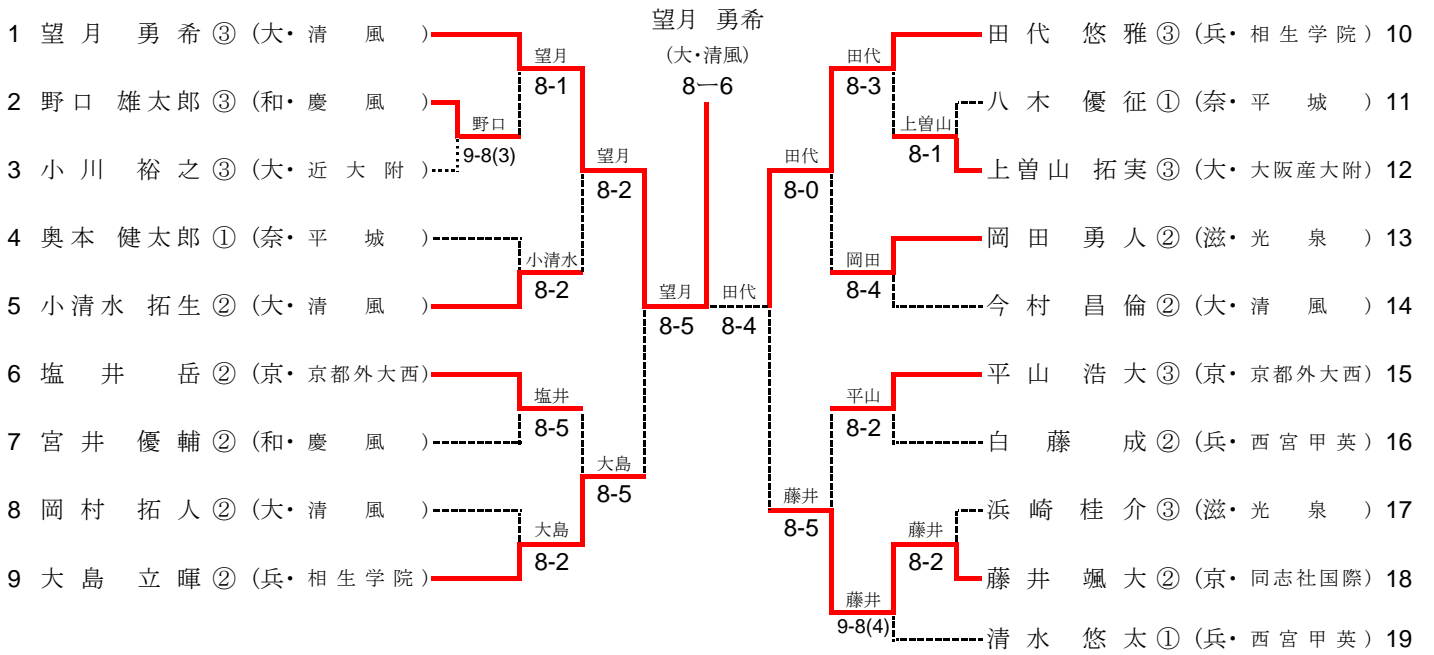 望月 勇希
(大・清風)
8ー6
1 望月 勇希 ③ (大・清風)
2 野口 雄太郎 ③ (和・慶風)
3 小川 裕之 ③ (大・近大附)
4 奥本 健太郎 ① (奈・平城)
5 小清水 拓生 ② (大・清風)
6 塩井 岳 ② (京・京都外大西)
7 宮井 優輔 ② (和・慶風)
8 岡村 拓人 ② (大・清風)
9 大島 立暉 ② (兵・相生学院)
望月
8-1
野口
9-8(3)
小清水
8-2
塩井
8-5
大島
8-2
望月
8-2
大島
8-5
望月
8-5
田代
8-4
田代
8-0
藤井
8-5
田代
8-3
上曽山
8-1
岡田
8-4
平山
8-2
藤井
8-2
藤井
9-8(4)
田代 悠雅 ③ (兵・相生学院) 10
八木 優征 ① (奈・平城) 11
上曽山 拓実 ③ (大・大阪産大附) 12
岡田 勇人 ② (滋・光泉) 13
今村 昌倫 ② (大・清風) 14
平山 浩大 ③ (京・京都外大西) 15
白藤 成 ② (兵・西宮甲英) 16
浜崎 桂介 ③ (滋・光泉) 17
藤井 颯大 ② (京・同志社国際) 18
清水 悠太 ① (兵・西宮甲英) 19